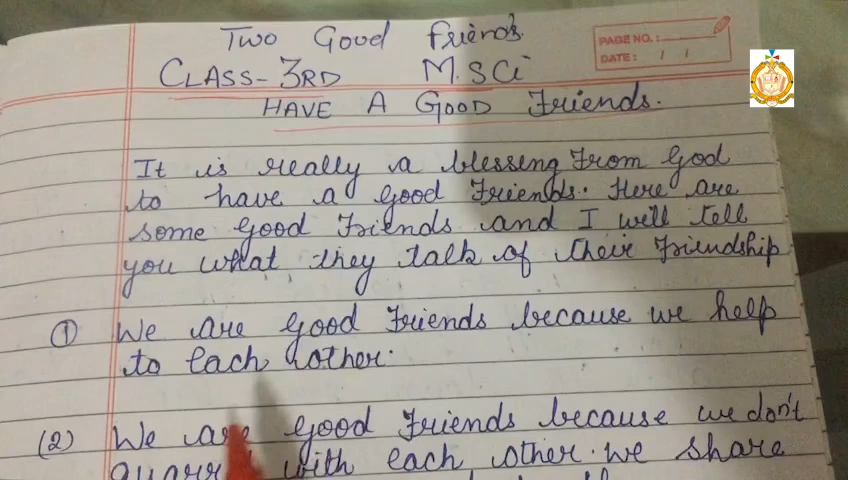 Two Good Friends
PAGE NO.:
DATE: / /
CLASS-3RD M.SCi
HAVE A GOOD Friends.
It is really a blessing From God
to have a good Friends. Here are
some good Friends and I will tell
you what they talk of their Friendship
① We are good Friends because we help
to each other.
(2) We are good Friends because we don't
with each other. we share